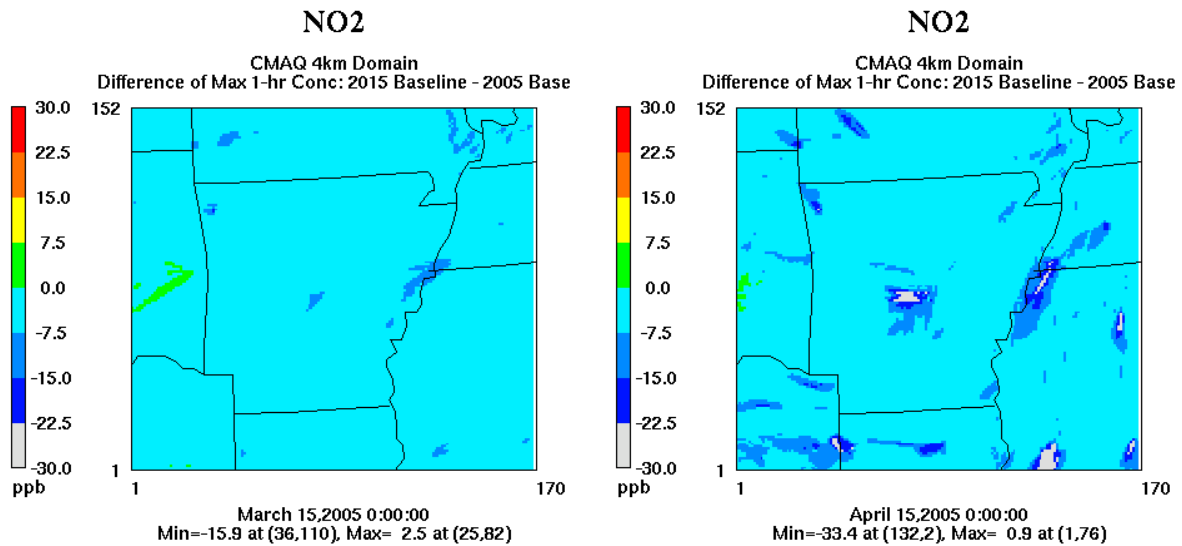 NO2
CMAQ 4km Domain
Difference of Max 1-hr Conc: 2015 Baseline - 2005 Base
30.0
22.5
15.0
7.5
0.0
-7.5
-15.0
-22.5
-30.0
ppb
152
1
1
170
March 15,2005 0:00:00
Min=-15.9 at (36,110), Max= 2.5 at (25,82)
NO2
CMAQ 4km Domain
Difference of Max 1-hr Conc: 2015 Baseline - 2005 Base
30.0
22.5
15.0
7.5
0.0
-7.5
-15.0
-22.5
-30.0
ppb
152
1
1
170
April 15,2005 0:00:00
Min=-33.4 at (132,2), Max= 0.9 at (1,76)